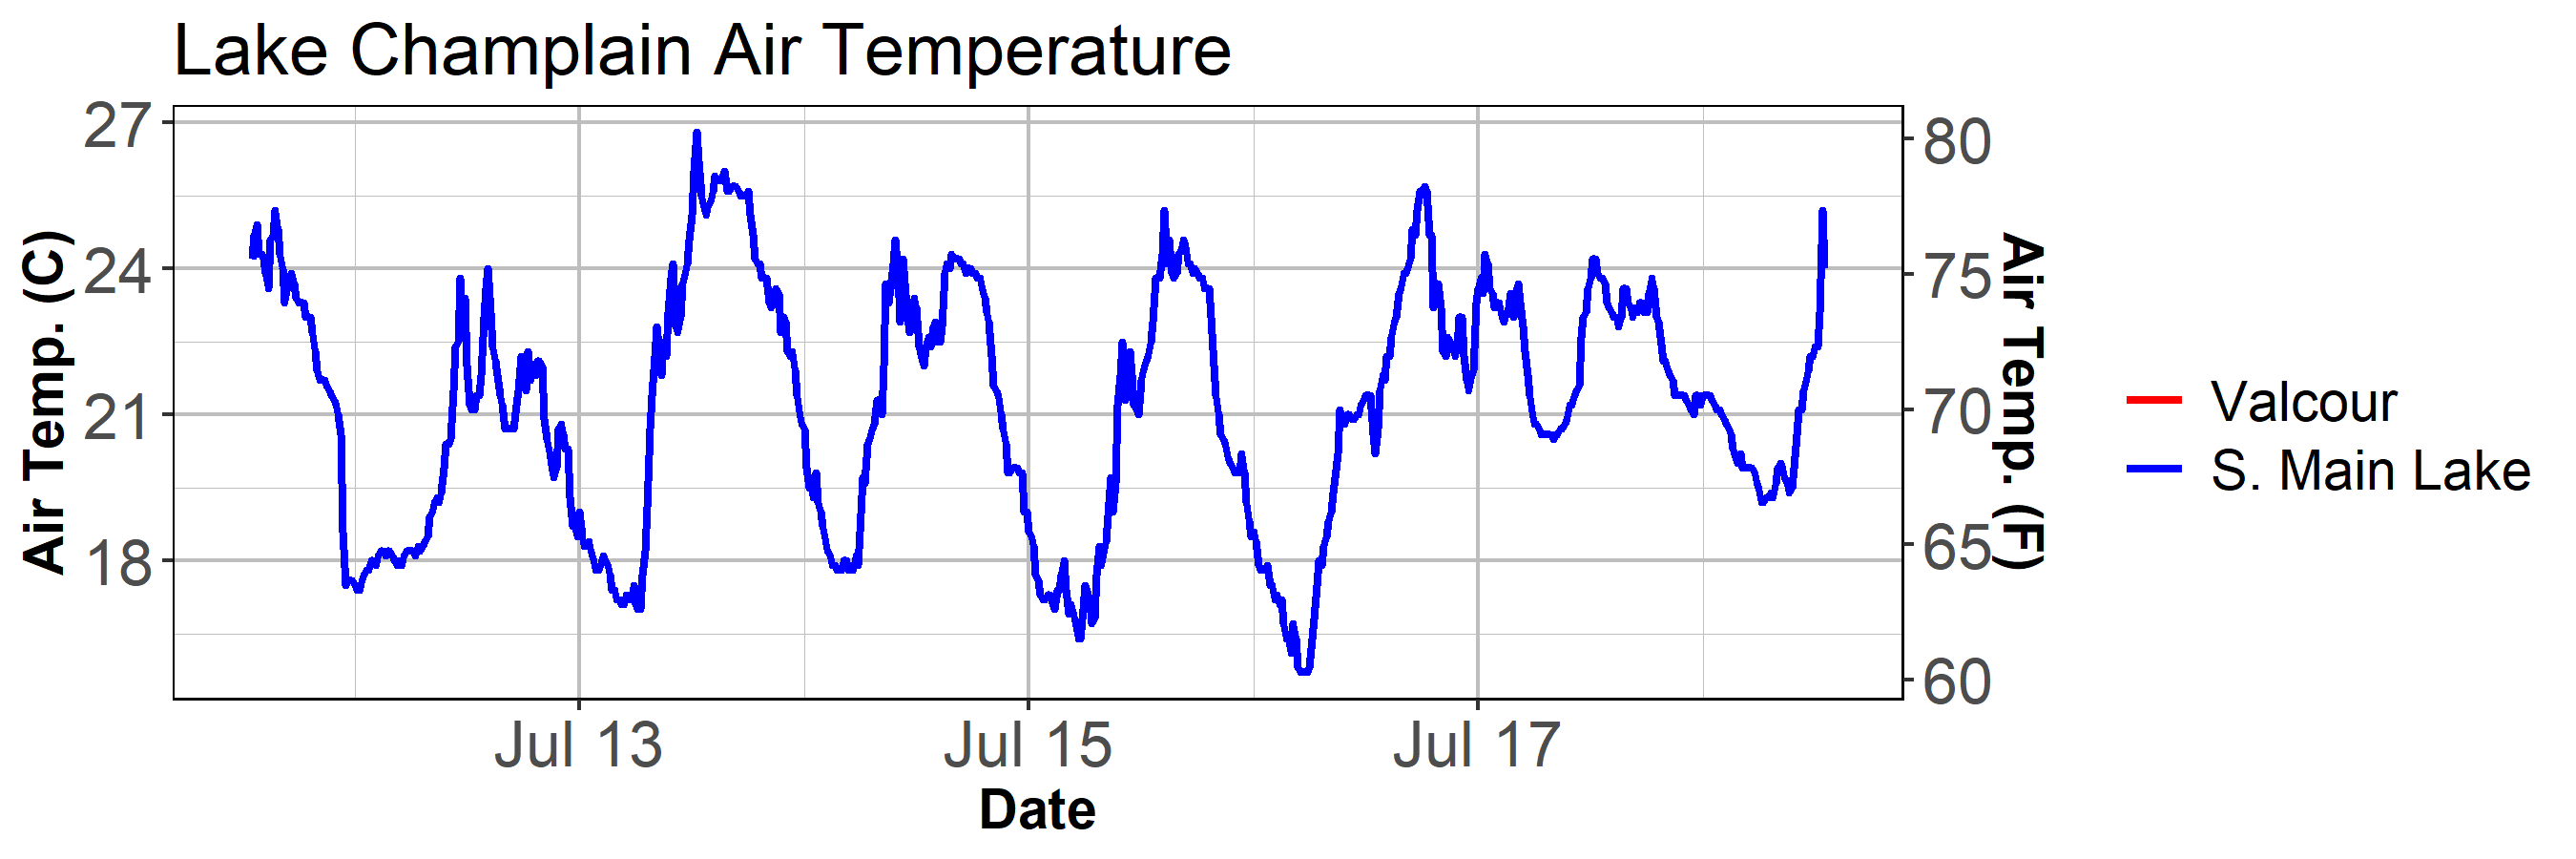 Lake Champlain Air Temperature
27
24
21
18
Air Temp. (C)
80
75
70
65
60
Air Temp. (F)
Jul 13
Jul 15
Jul 17
Date
Valcour
S. Main Lake